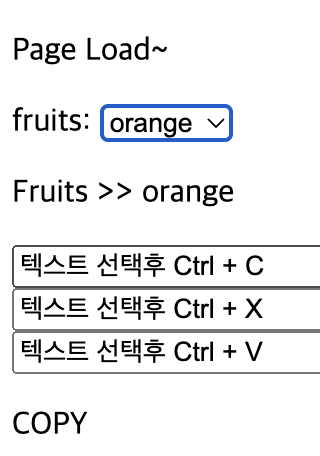 Page Load~
fruits: orange
Fruits >> orange
텍스트 선택후 Ctrl + C
텍스트 선택후 Ctrl + X
텍스트 선택후 Ctrl + V
COPY